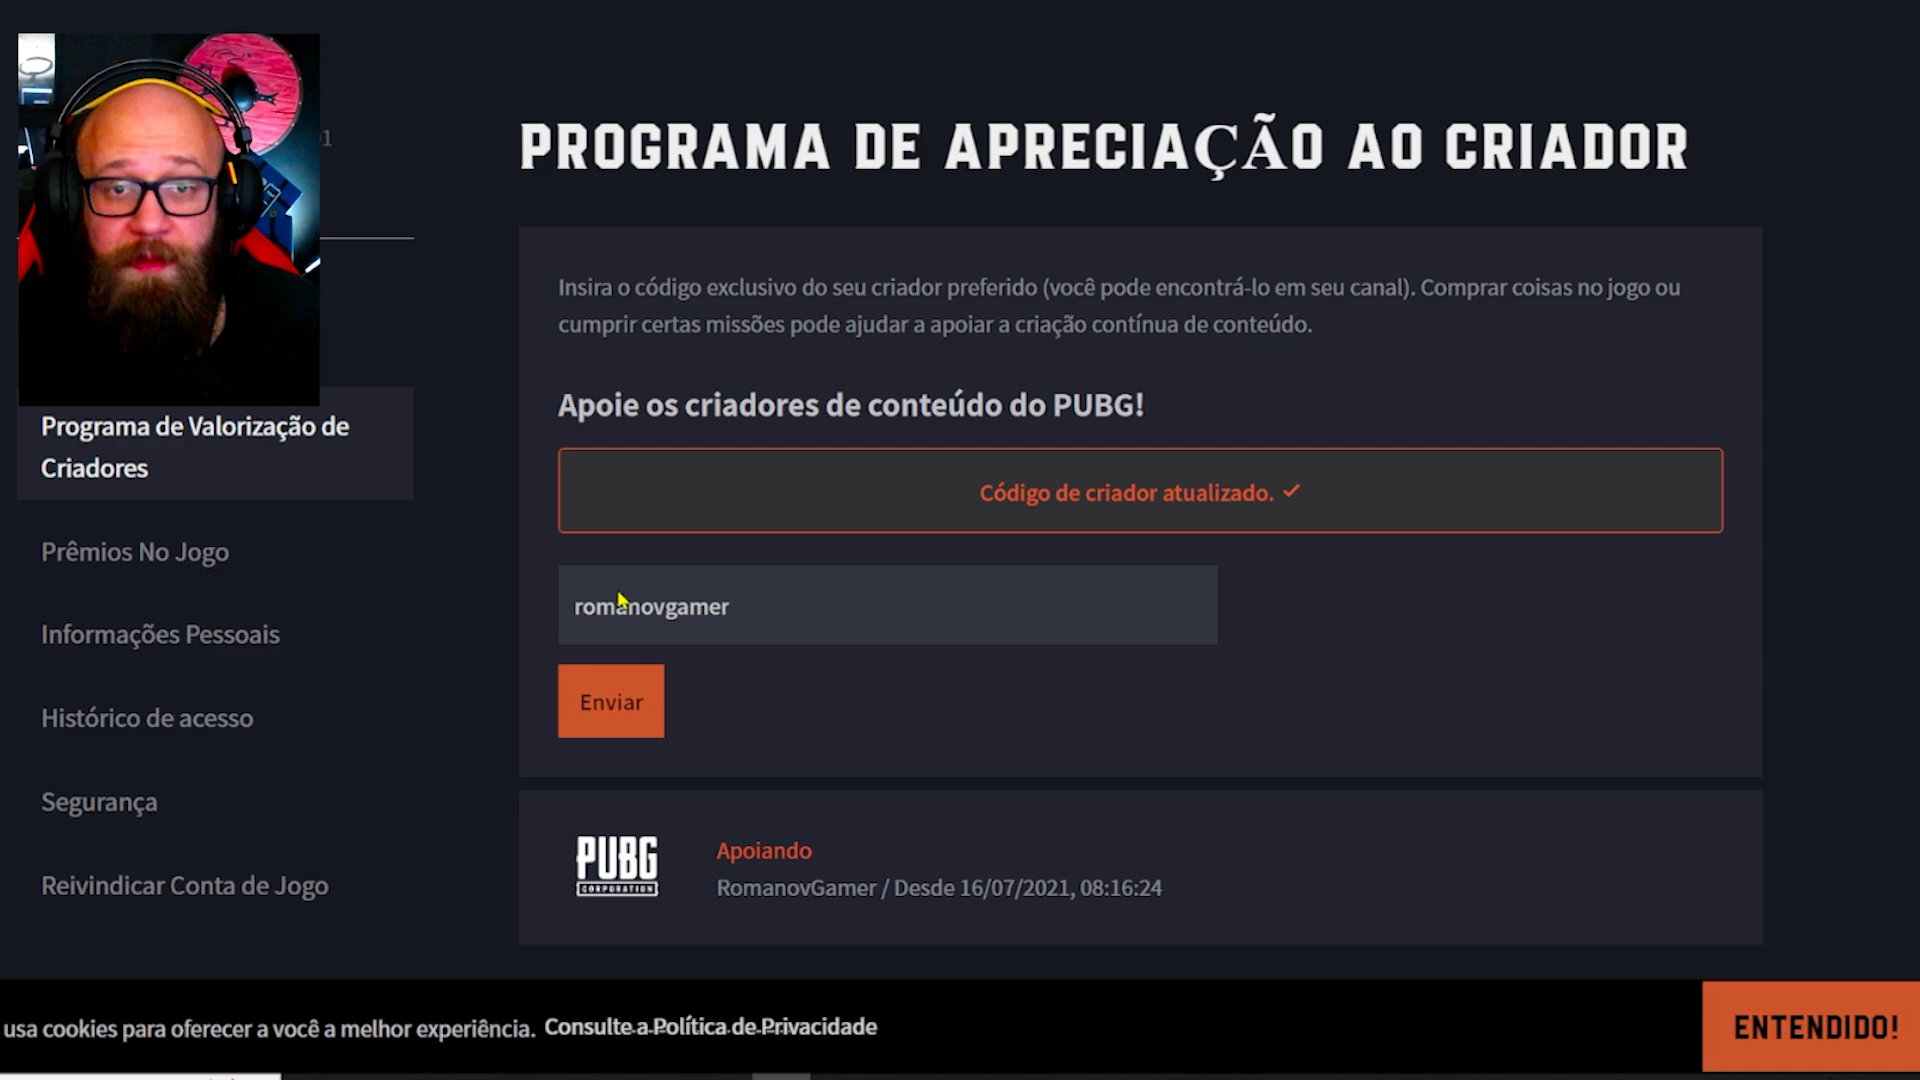 1
PROGRAMA DE APRECIAÇÃO AO CRIADOR
Insira o código exclusivo do seu criador preferido (você pode encontrá-lo em seu canal). Comprar coisas no jogo ou
cumprir certas missões pode ajudar a apoiar a criação contínua de conteúdo.
Apoie os criadores de conteúdo do PUBG!
Código de criador atualizado.
romanovgamer
Enviar
Programa de Valorização de
Criadores
Prêmios No Jogo
Informações Pessoais
Histórico de acesso
Segurança
Reivindicar Conta de Jogo
PUBG
CORPORATION
Apoiando
RomanovGamer / Desde 16/07/2021, 08:16:24
usa cookies para oferecer a você a melhor experiência. Consulte a Política de Privacidade
ENTENDIDO!